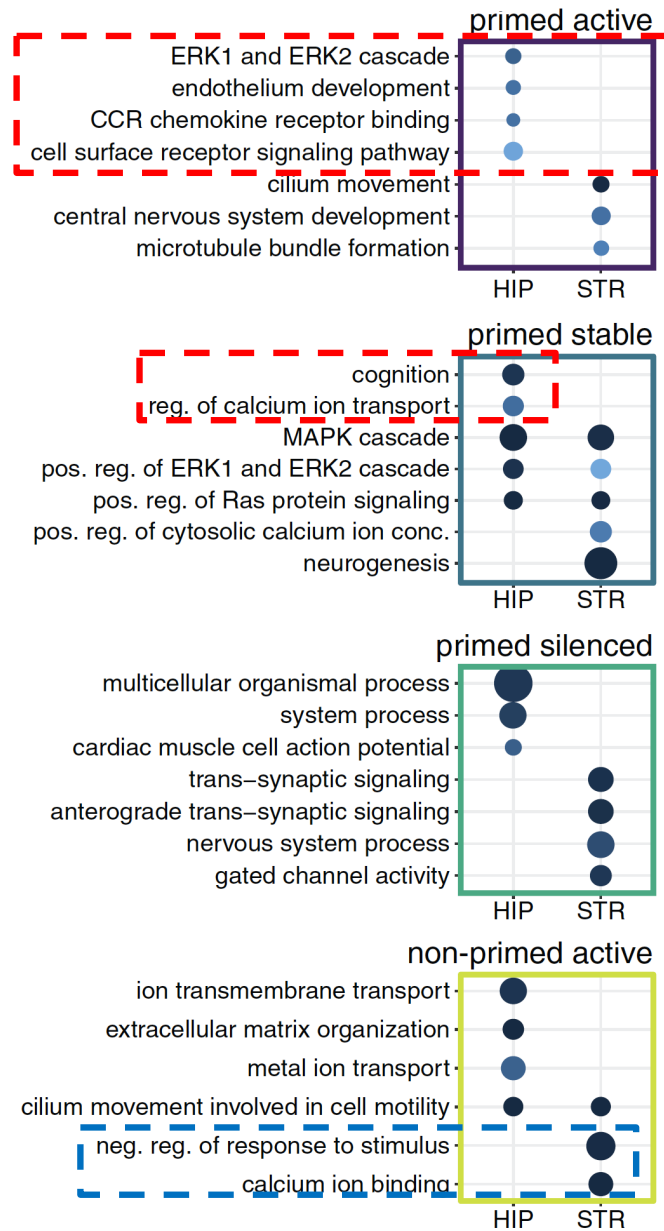 primed active
ERK1 and ERK2 cascade
endothelium development
CCR chemokine receptor binding
cell surface receptor signaling pathway
cilium movement
central nervous system development
microtubule bundle formation
HIP STR
primed stable
cognition
reg. of calcium ion transport
MAPK cascade
pos. reg. of ERK1 and ERK2 cascade
pos. reg. of Ras protein signaling
pos. reg. of cytosolic calcium ion conc.
neurogenesis
HIP STR
primed silenced
multicellular organismal process
system process
cardiac muscle cell action potential
trans−synaptic signaling
anterograde trans−synaptic signaling
nervous system process
gated channel activity
HIP STR
non-primed active
ion transmembrane transport
extracellular matrix organization
metal ion transport
cilium movement involved in cell motility
neg. reg. of response to stimulus
calcium ion binding
HIP STR